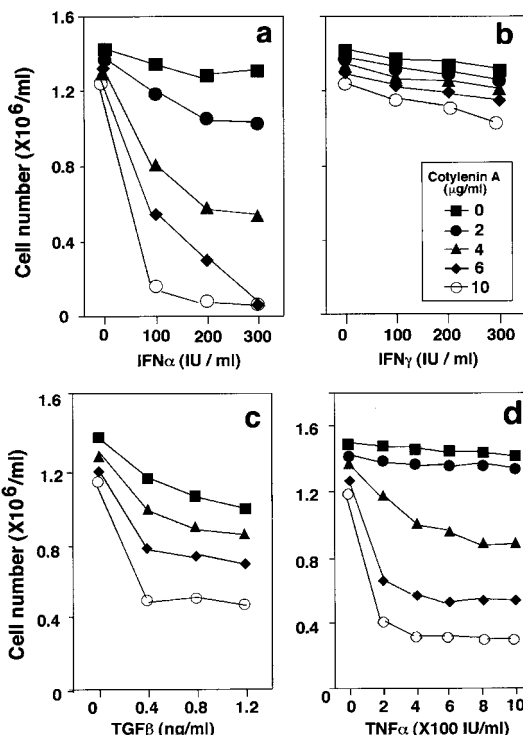 a
Cell number (X10⁶/ml)
1.6
1.2
0.8
0.4
0
0 100 200 300
IFNα (IU / ml)
b
Cotylenin A
(μg/ml)
0
2
4
6
10
0 100 200 300
IFNγ (IU / ml)
c
Cell number (X10⁶/ml)
1.6
1.2
0.8
0.4
0
0 0.4 0.8 1.2
TGFβ (ng/ml)
d
1.6
1.2
0.8
0.4
0
0 2 4 6 8 10
TNFα (X100 IU/ml)